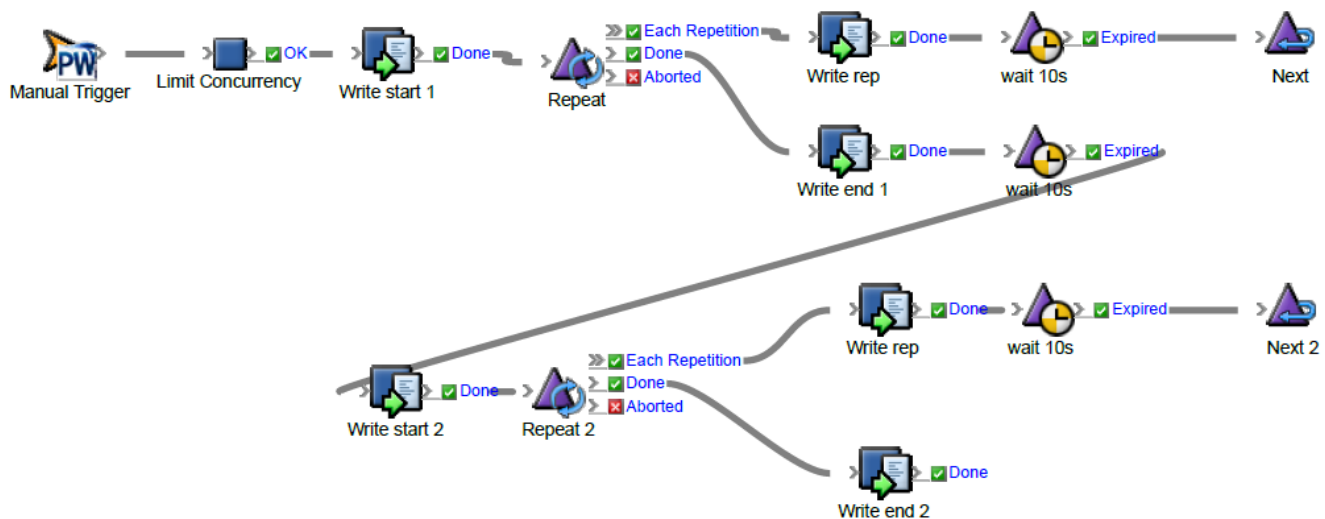 Each Repetition
OK
Done
Done
Aborted
Done
Expired
PW
Manual Trigger
Limit Concurrency
Write start 1
Repeat
Write rep
wait 10s
Next
Done
Expired
Write end 1
wait 10s
Done
Expired
Write rep
wait 10s
Next 2
Each Repetition
Done
Done
Aborted
Write start 2
Repeat 2
Done
Write end 2